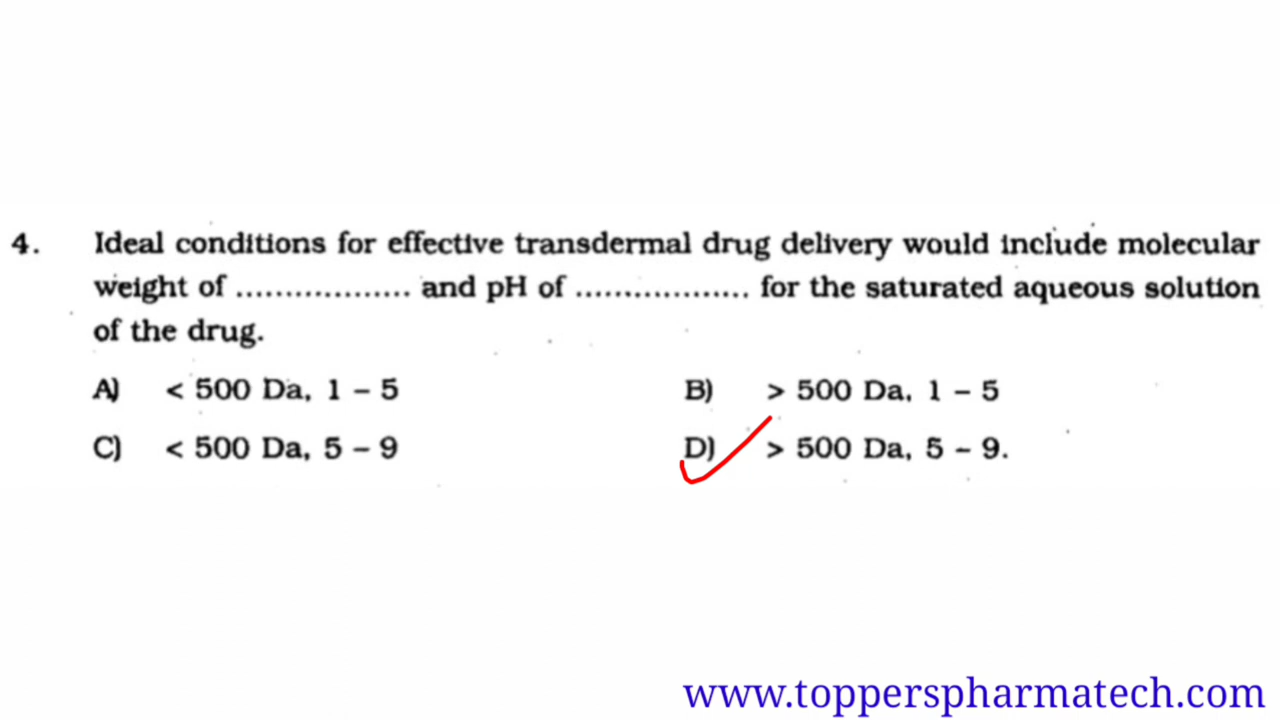 4. Ideal conditions for effective transdermal drug delivery would include molecular
weight of .................. and pH of .................. for the saturated aqueous solution
of the drug.
A) < 500 Da, 1 – 5 B) > 500 Da, 1 – 5
C) < 500 Da, 5 – 9 D) > 500 Da, 5 – 9.
www.topperspharmatech.com